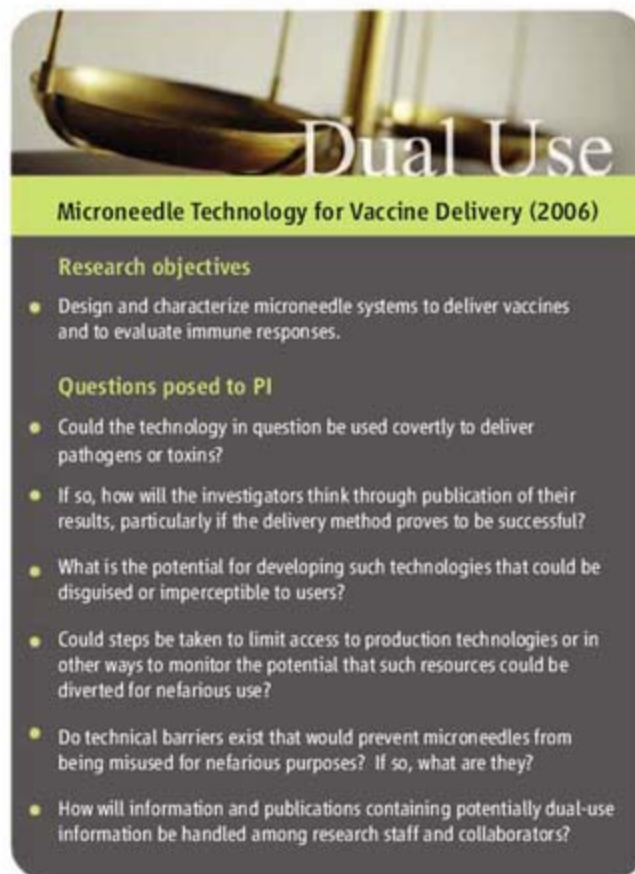 Dual Use
Microneedle Technology for Vaccine Delivery (2006)
Research objectives
Design and characterize microneedle systems to deliver vaccines
and to evaluate immune responses.
Questions posed to PI
Could the technology in question be used covertly to deliver
pathogens or toxins?
If so, how will the investigators think through publication of their
results, particularly if the delivery method proves to be successful?
What is the potential for developing such technologies that could be
disguised or imperceptible to users?
Could steps be taken to limit access to production technologies or in
other ways to monitor the potential that such resources could be
diverted for nefarious use?
Do technical barriers exist that would prevent microneedles from
being misused for nefarious purposes? If so, what are they?
How will information and publications containing potentially dual-use
information be handled among research staff and collaborators?